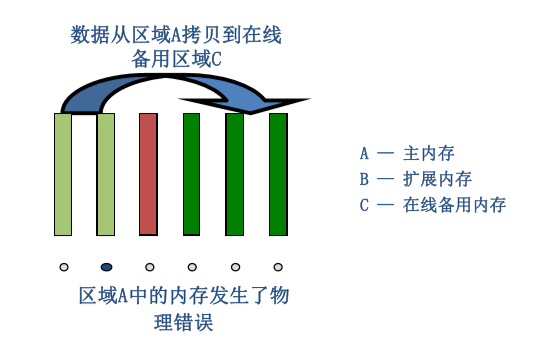 数据从区域A拷贝到在线
备用区域C
A — 主内存
B — 扩展内存
C — 在线备用内存
区域A中的内存发生了物
理错误